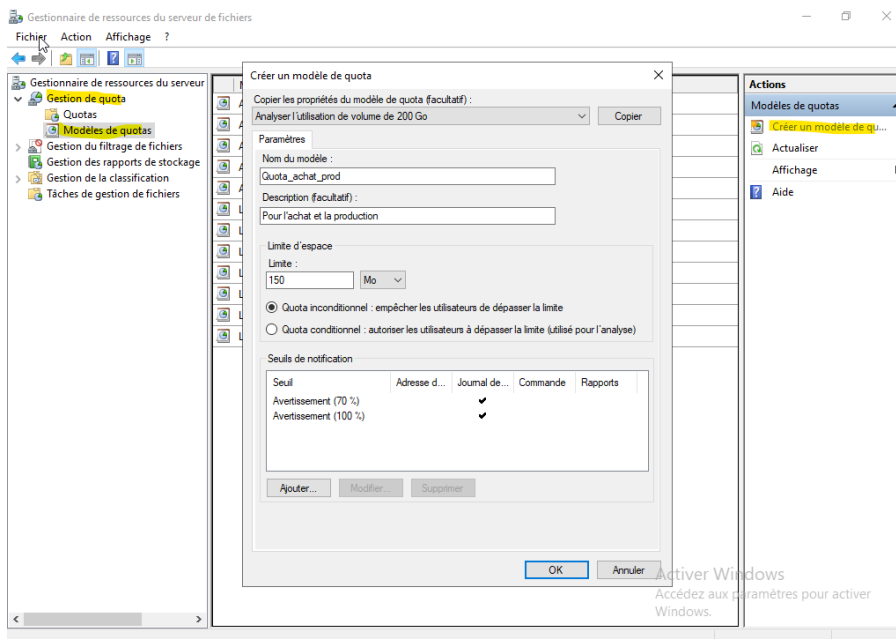 Gestionnaire de ressources du serveur de fichiers
Fichier Action Affichage ?
Gestionnaire de ressources du serveur
Gestion de quota
Quotas
Modèles de quotas
Gestion du filtrage de fichiers
Gestion des rapports de stockage
Gestion de la classification
Tâches de gestion de fichiers
Créer un modèle de quota
Copier les propriétés du modèle de quota (facultatif) :
Analyser l'utilisation de volume de 200 Go Copier
Paramètres
Nom du modèle :
Quota_achat_prod
Description (facultatif) :
Pour l'achat et la production
Limite d'espace
Limite :
150 Mo
Quota inconditionnel : empêcher les utilisateurs de dépasser la limite
Quota conditionnel : autoriser les utilisateurs à dépasser la limite (utilisé pour l'analyse)
Seuils de notification
Seuil Adresse d... Journal de... Commande Rapports
Avertissement (70 %)
Avertissement (100 %)
Ajouter... Modifier... Supprimer
OK Annuler
Actions
Modèles de quotas
Créer un modèle de qu...
Actualiser
Affichage
Aide
Activer Windows
Accédez aux paramètres pour activer
Windows.